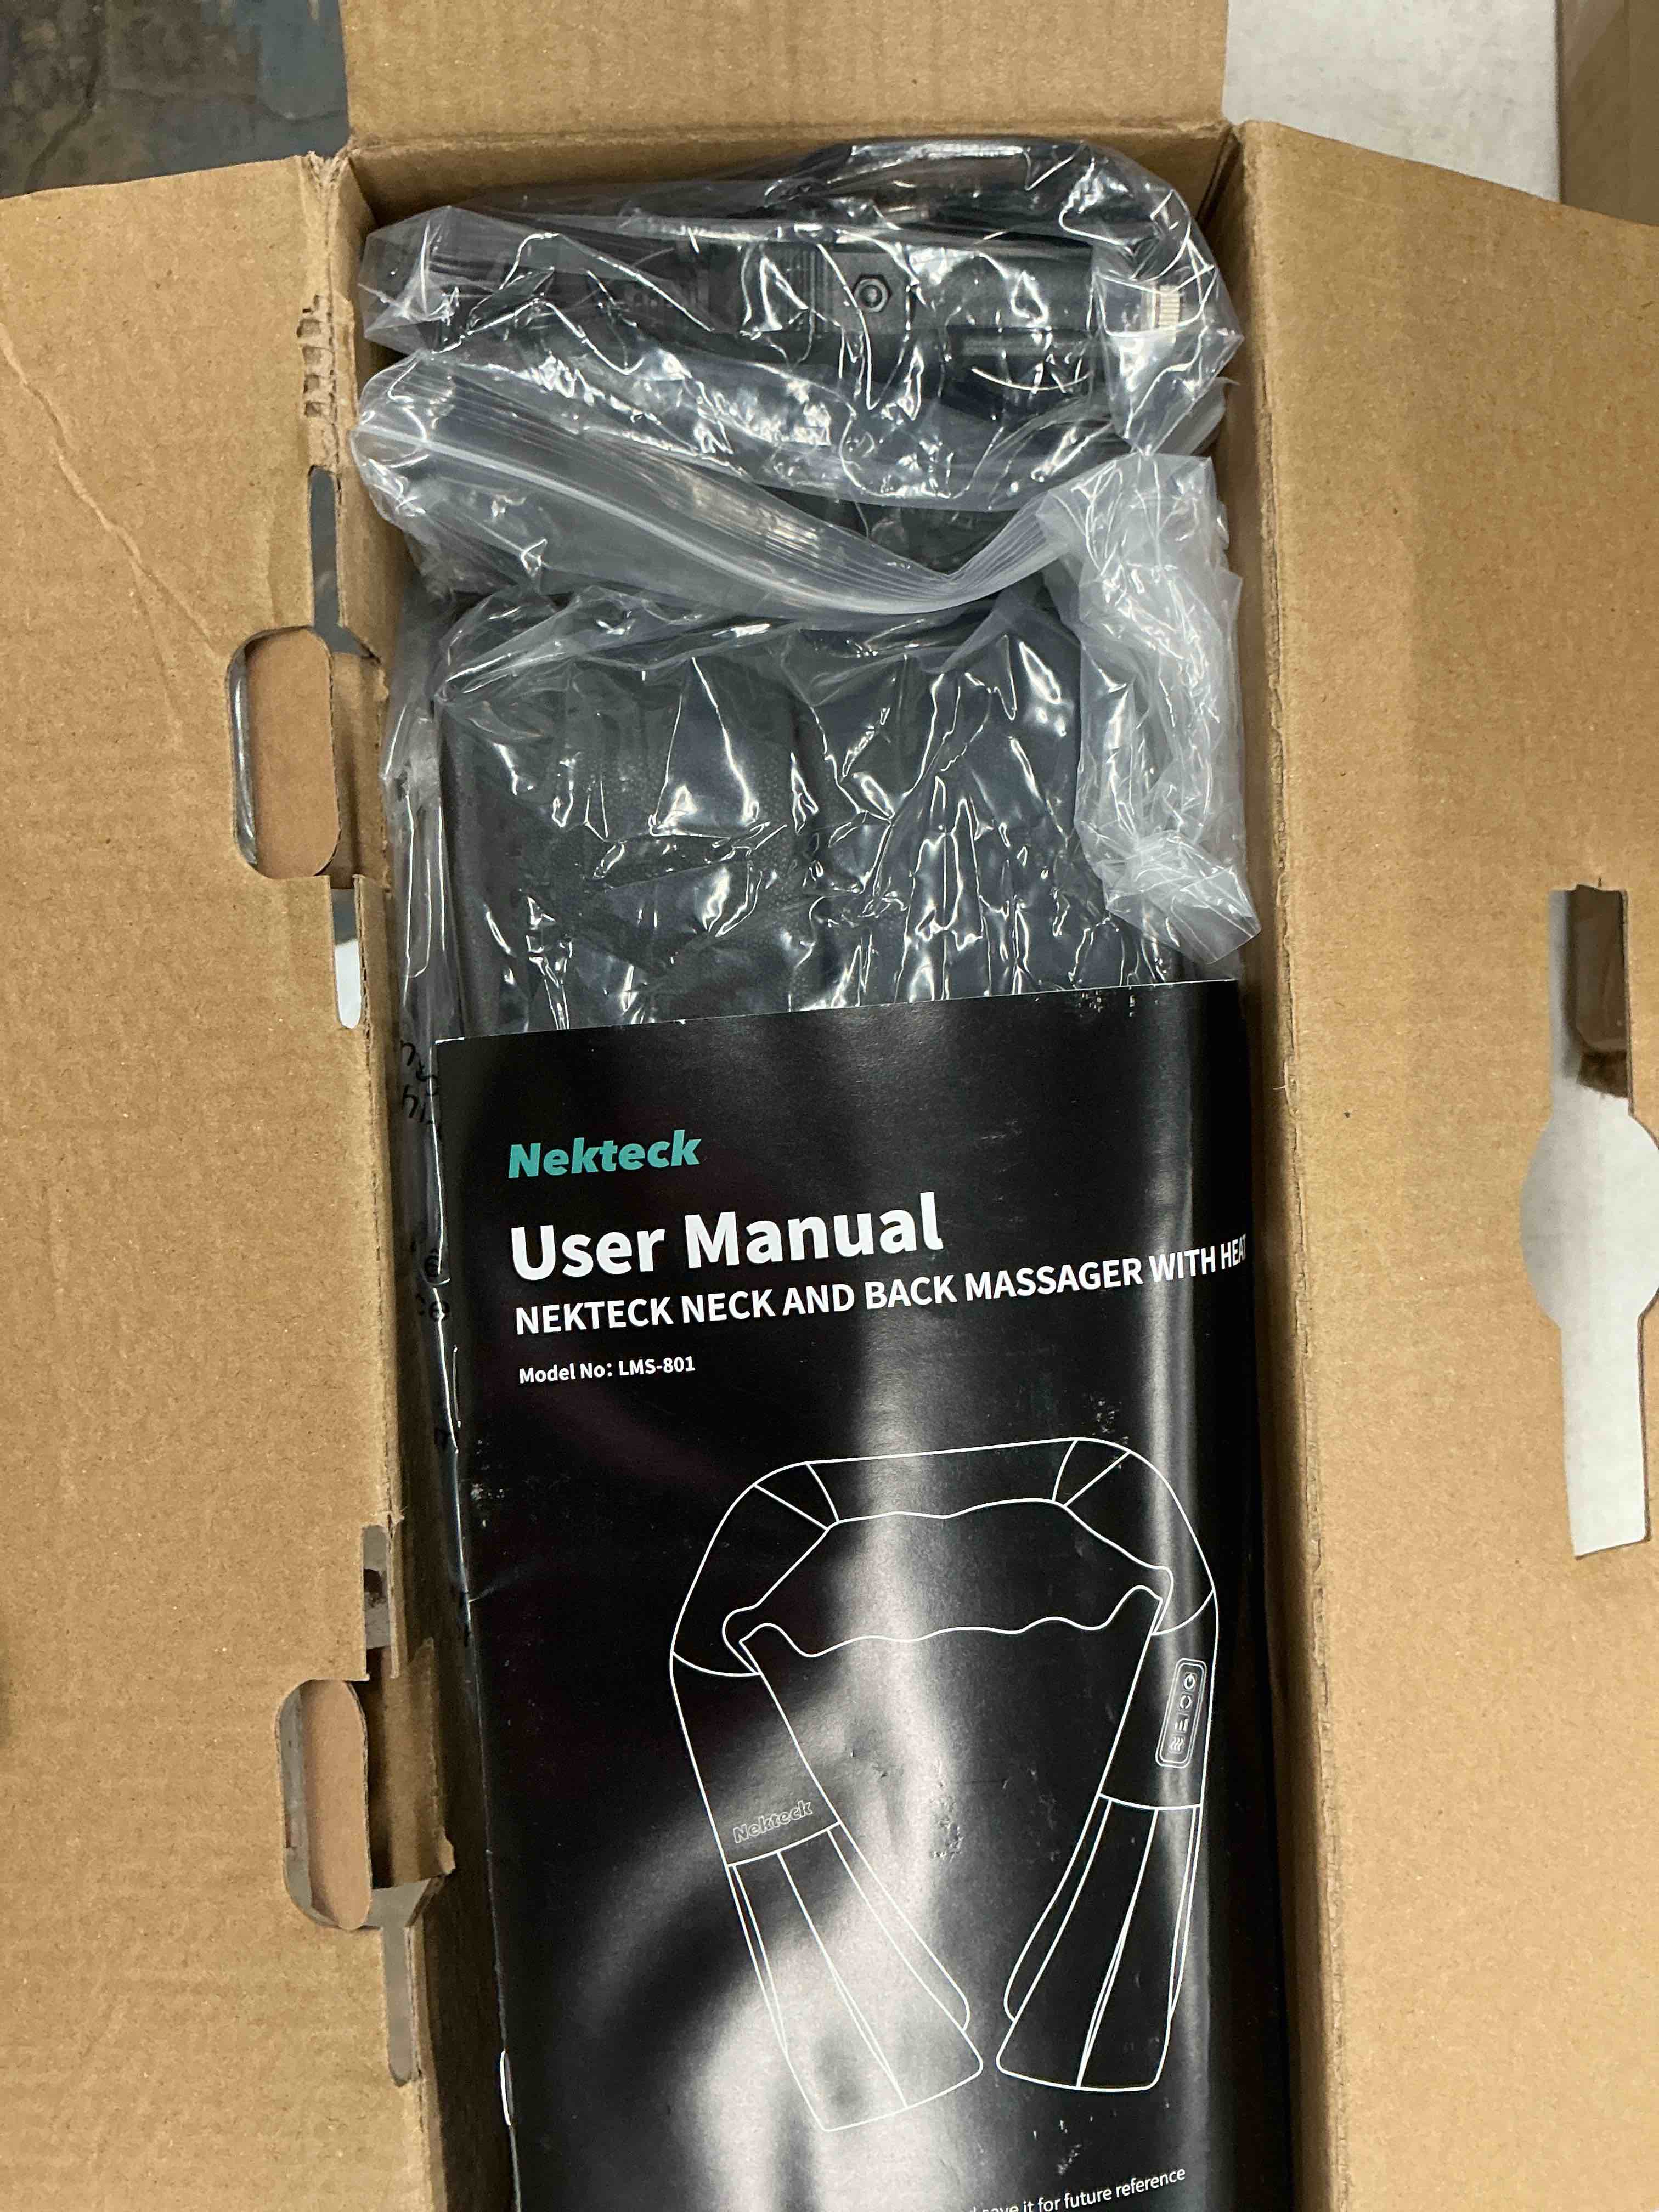 Nekteck
User Manual
NEKTECK NECK AND BACK MASSAGER WITH HEAT
Model No: LMS-801
Nekteck
save it for future reference